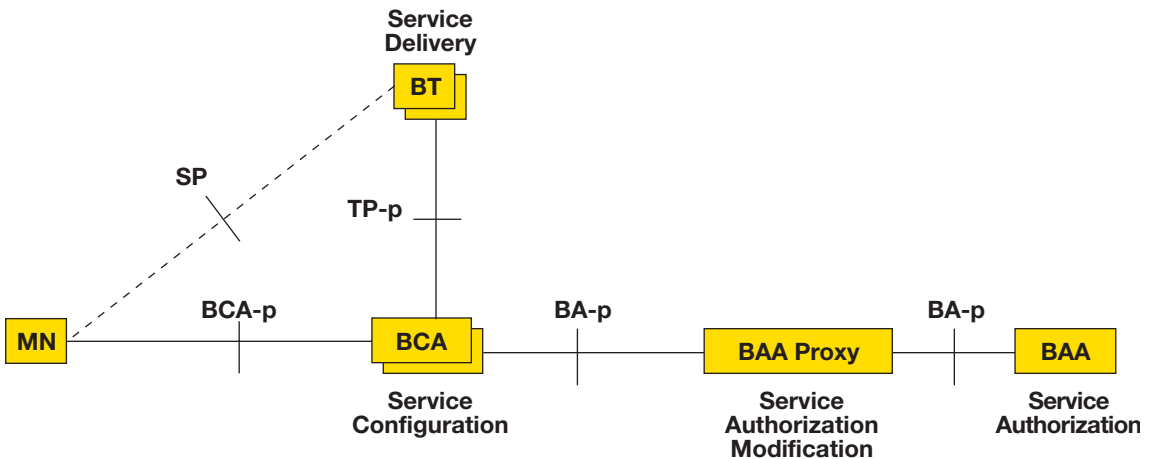 Service
Delivery
BT
SP
TP-p
BCA-p
BA-p
BA-p
MN
BCA
BAA Proxy
BAA
Service
Configuration
Service
Authorization
Modification
Service
Authorization